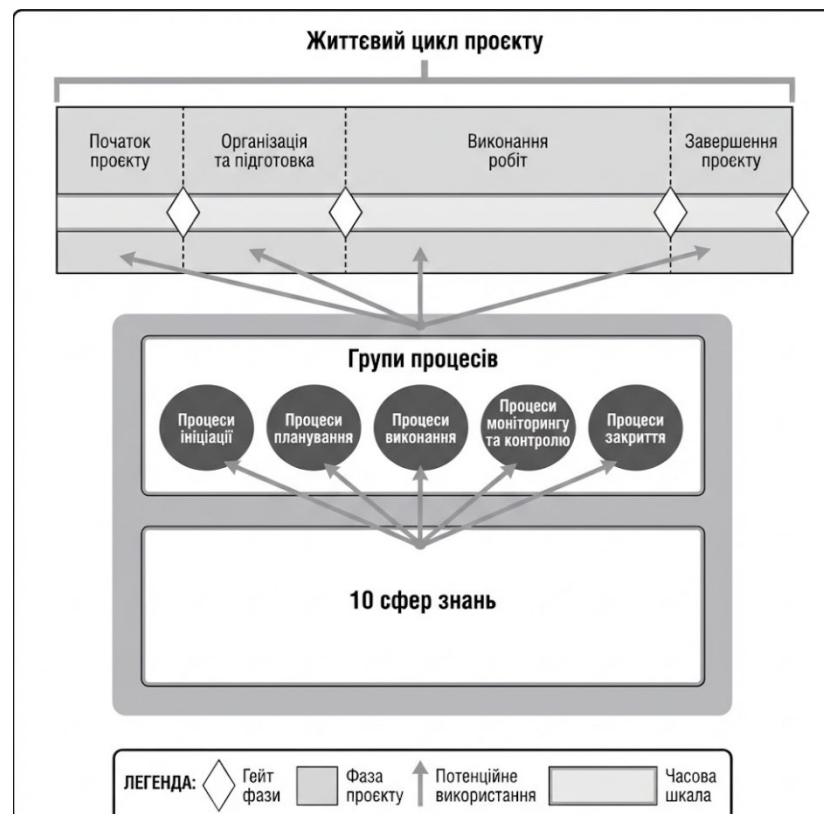 Життєвий цикл проєкту
Початок
проєкту
Організація
та підготовка
Виконання
робіт
Завершення
проєкту
Групи процесів
Процеси
ініціації
Процеси
планування
Процеси
виконання
Процеси
моніторингу
та контролю
Процеси
закриття
10 сфер знань
ЛЕГЕНДА:
Гейт
фази
Фаза
проєкту
Потенційне
використання
Часова
шкала